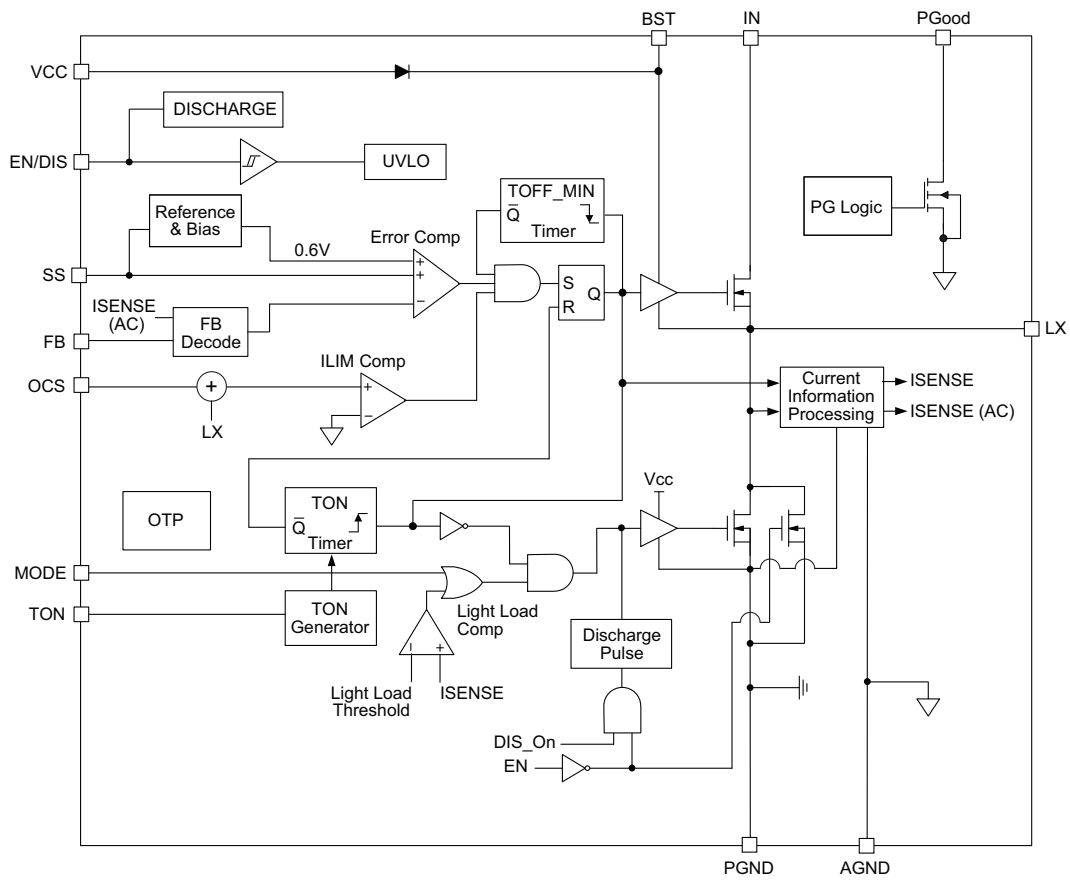 BST
IN
PGood
VCC
DISCHARGE
EN/DIS
UVLO
TOFF_MIN
Q̅
Timer
PG Logic
Reference
& Bias
Error Comp
0.6V
SS
S
Q
R
ISENSE
(AC)
FB
Decode
FB
LX
ILIM Comp
OCS
+
LX
+
+
−
+
−
Current
Information
Processing
ISENSE
ISENSE (AC)
Vcc
OTP
TON
Q̅
Timer
MODE
TON
TON
Generator
Light Load
Comp
Discharge
Pulse
−
+
Light Load
Threshold
ISENSE
DIS_On
EN
PGND
AGND